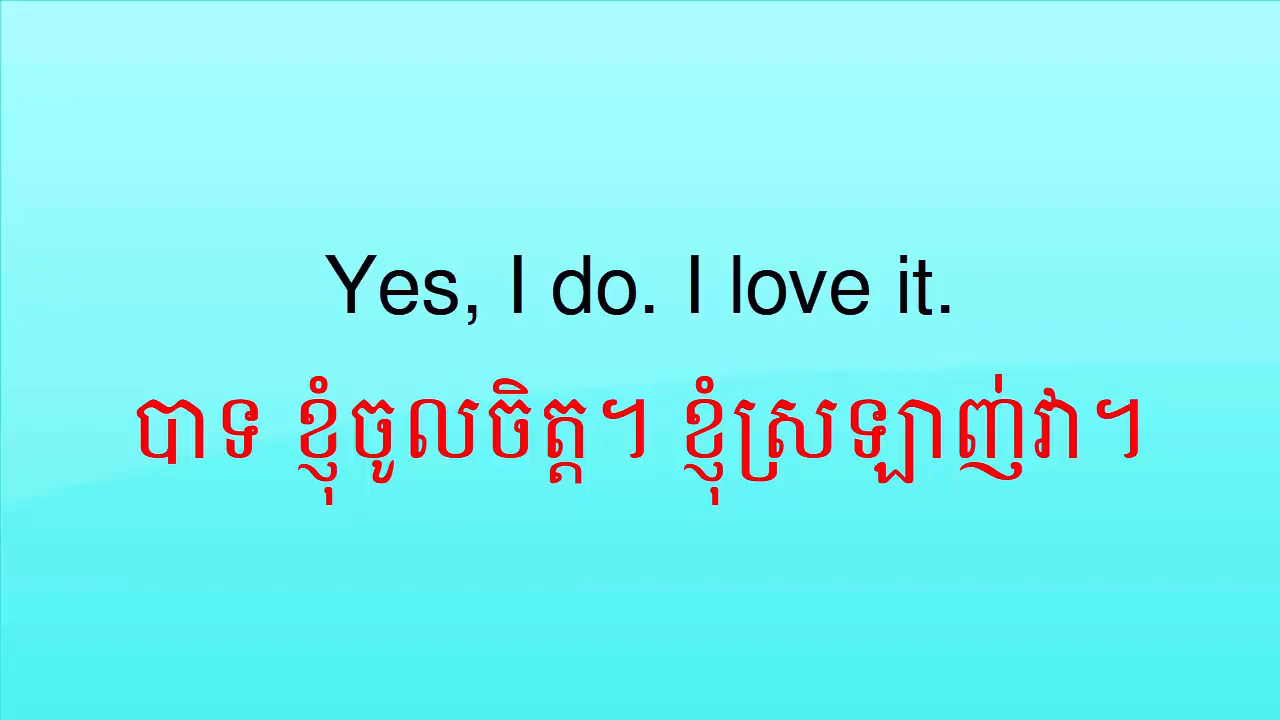 Yes, I do. I love it.
បាទ ខ្ញុំចូលចិត្ត។ ខ្ញុំស្រឡាញ់វា។